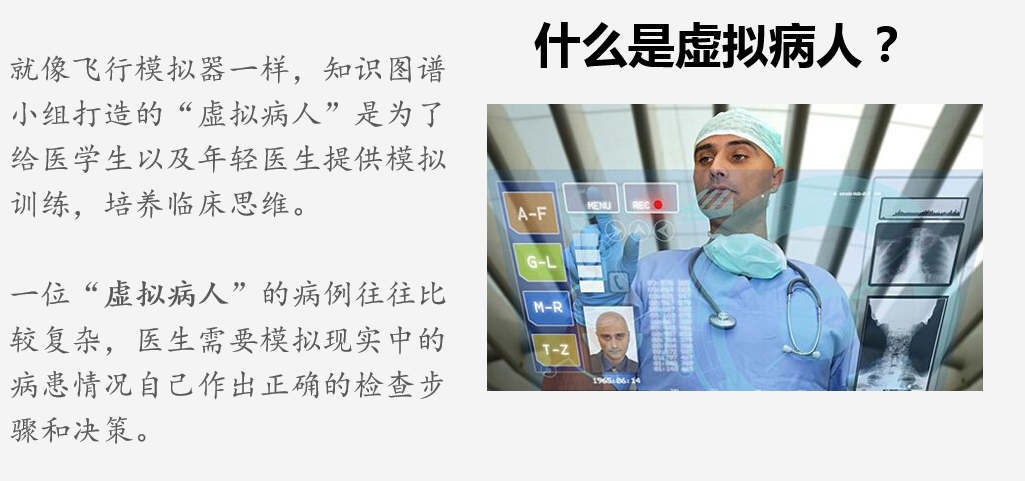 什么是虚拟病人？
就像飞行模拟器一样，知识图谱
小组打造的“虚拟病人”是为了
给医学生以及年轻医生提供模拟
训练，培养临床思维。
一位“虚拟病人”的病例往往比
较复杂，医生需要模拟现实中的
病患情况自己作出正确的检查步
骤和决策。
MENU
REC
A-F
G-L
M-R
T-Z
1965:06:14